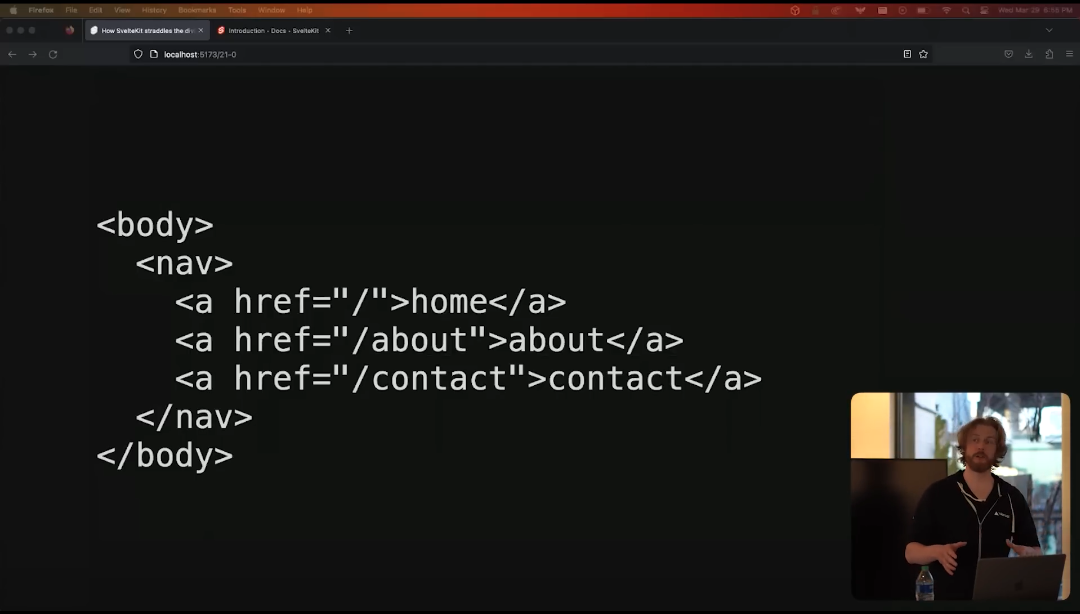 Firefox File Edit View History Bookmarks Tools Window Help Wed Mar 29 6:55 PM
How SvelteKit straddles the di
Introduction - Docs - SvelteKit
localhost:5173/21-0
<body>
<nav>
<a href="/">home</a>
<a href="/about">about</a>
<a href="/contact">contact</a>
</nav>
</body>